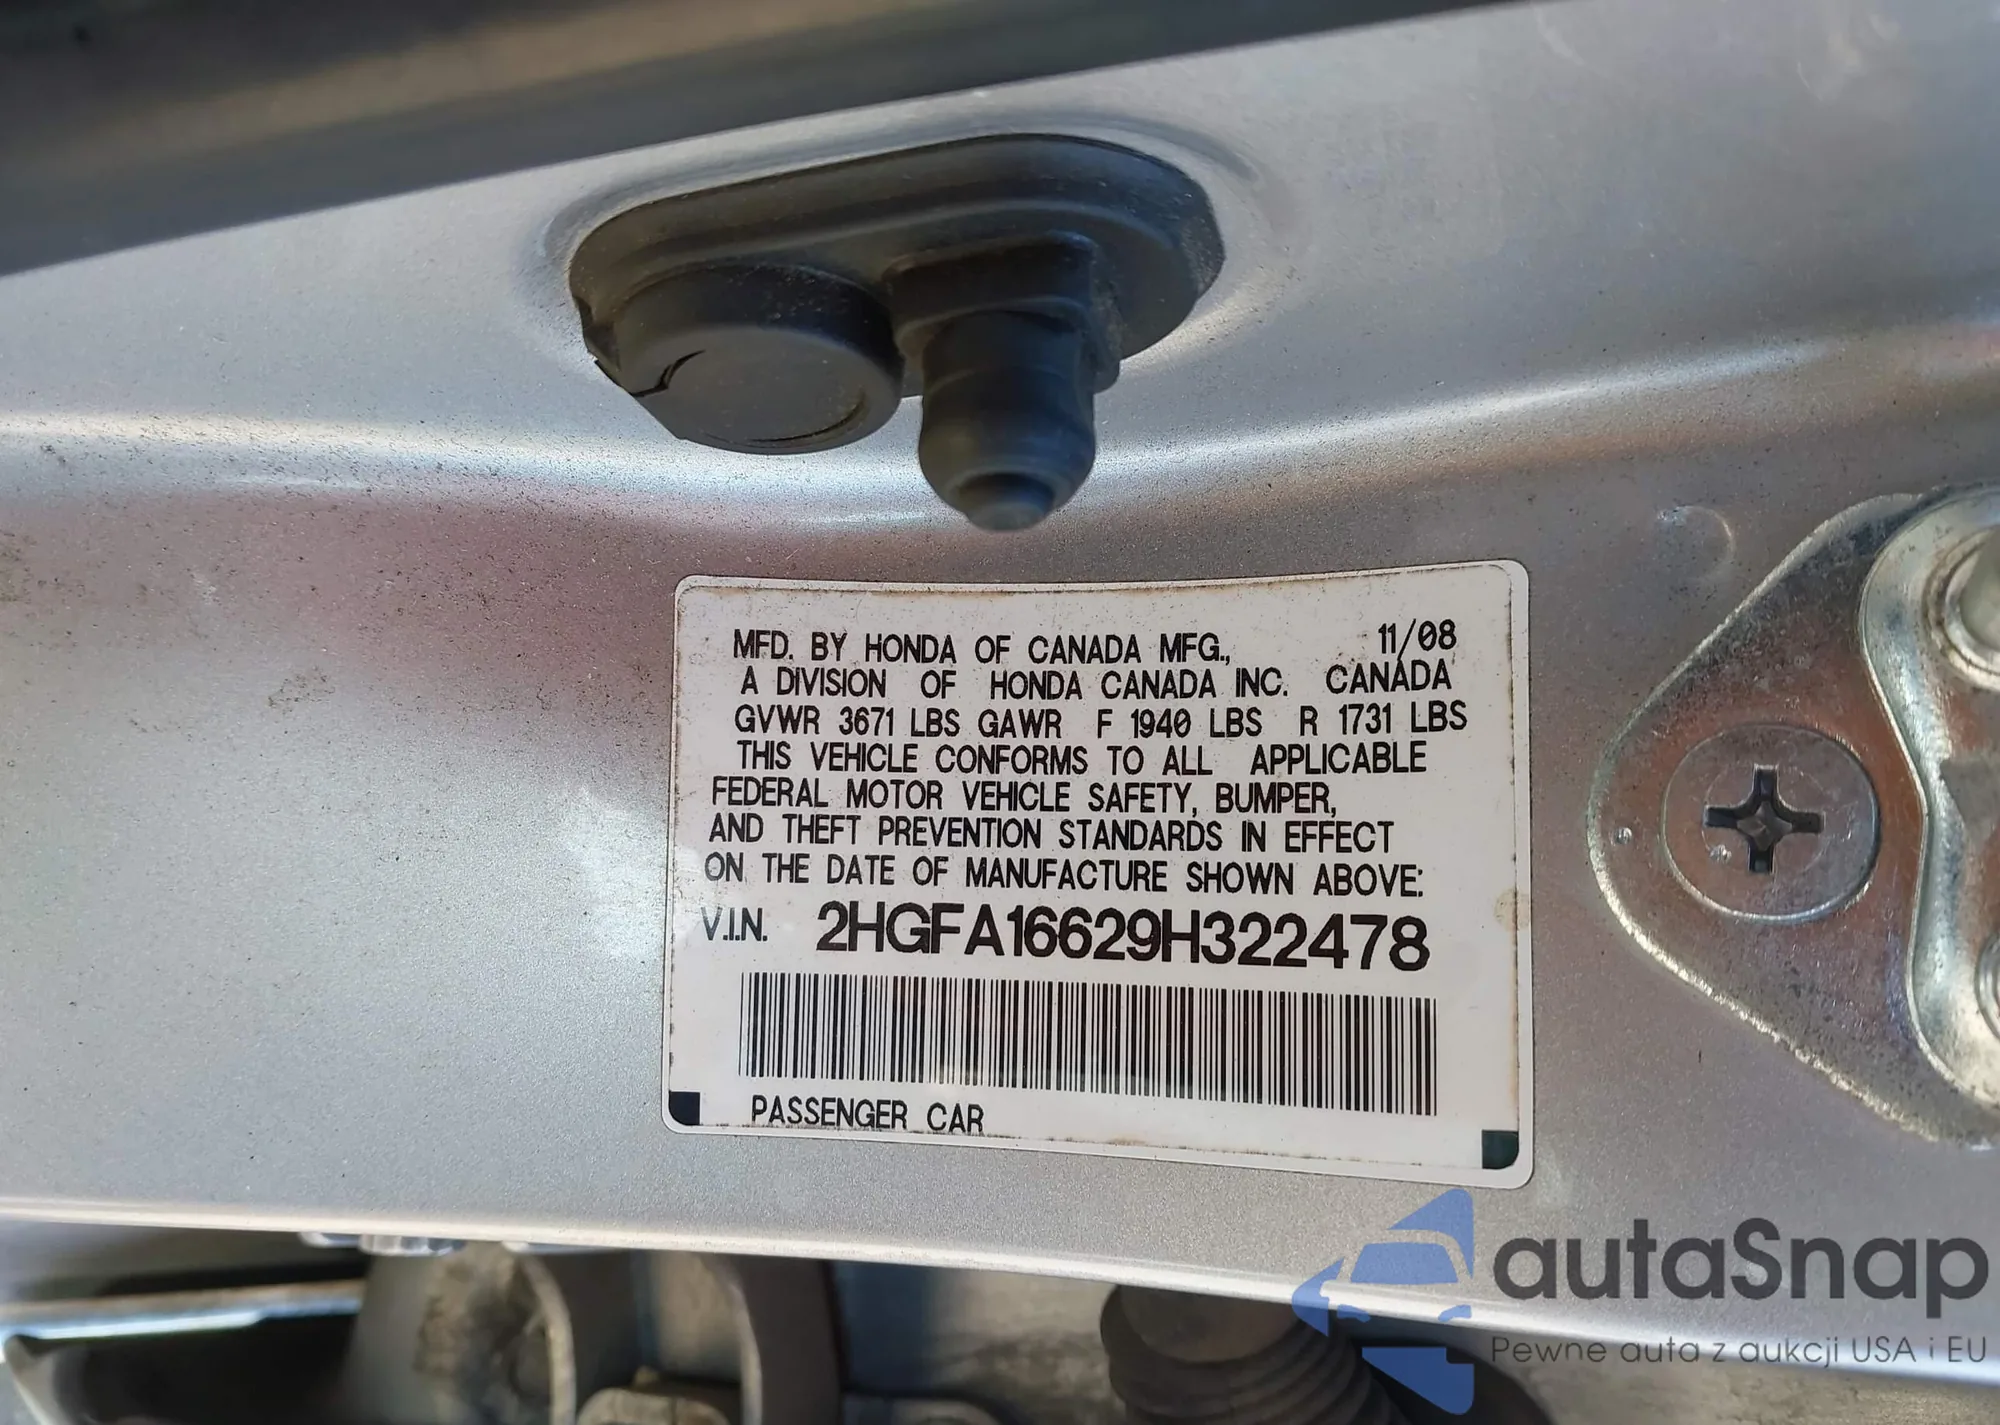 MFD. BY HONDA OF CANADA MFG., 11/08
A DIVISION OF HONDA CANADA INC. CANADA
GVWR 3671 LBS GAWR F 1940 LBS R 1731 LBS
THIS VEHICLE CONFORMS TO ALL APPLICABLE
FEDERAL MOTOR VEHICLE SAFETY, BUMPER,
AND THEFT PREVENTION STANDARDS IN EFFECT
ON THE DATE OF MANUFACTURE SHOWN ABOVE:
V.I.N. 2HGFA16629H322478
PASSENGER CAR
autaSnap
Pewne auta z aukcji USA i EU